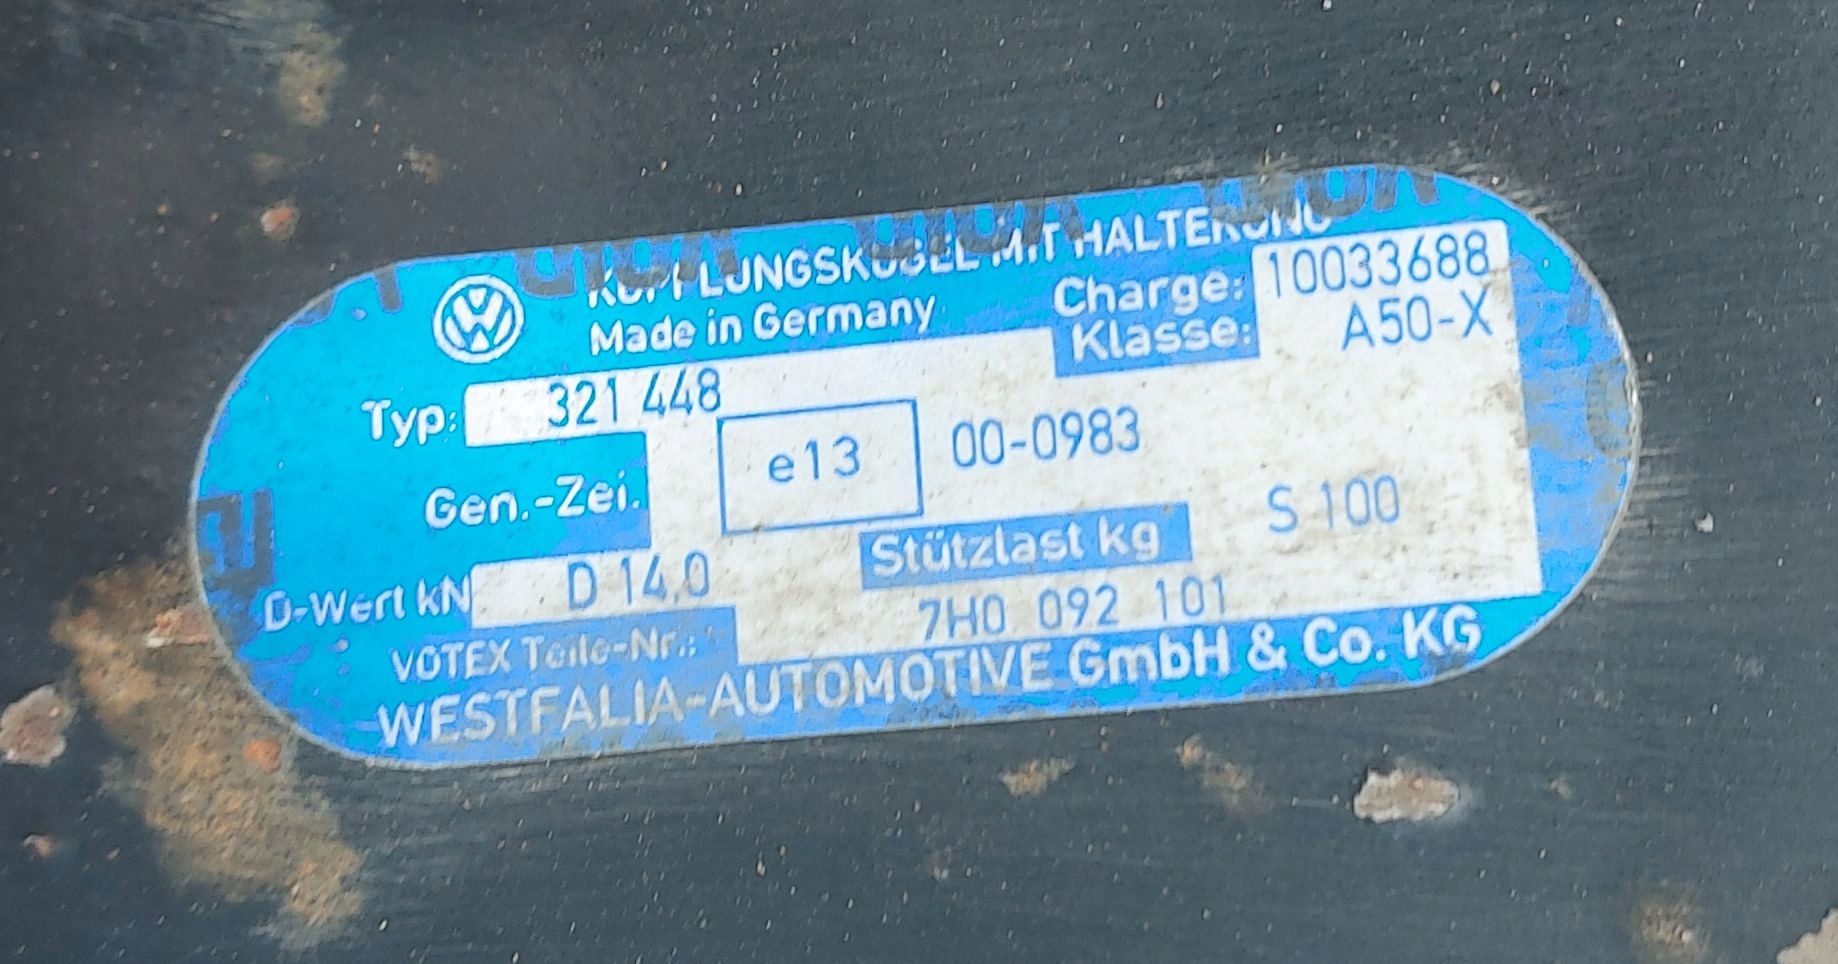 KUPPLUNGSKUGEL MIT HALTERUNG
Made in Germany
Charge: 10033688
Klasse: A50-X
Typ: 321 448
Gen.-Zei. e13 00-0983
D-Wert kN D 14,0 Stützlast kg S 100
VOTEX Teile-Nr.: 7H0 092 101
WESTFALIA-AUTOMOTIVE GmbH & Co. KG